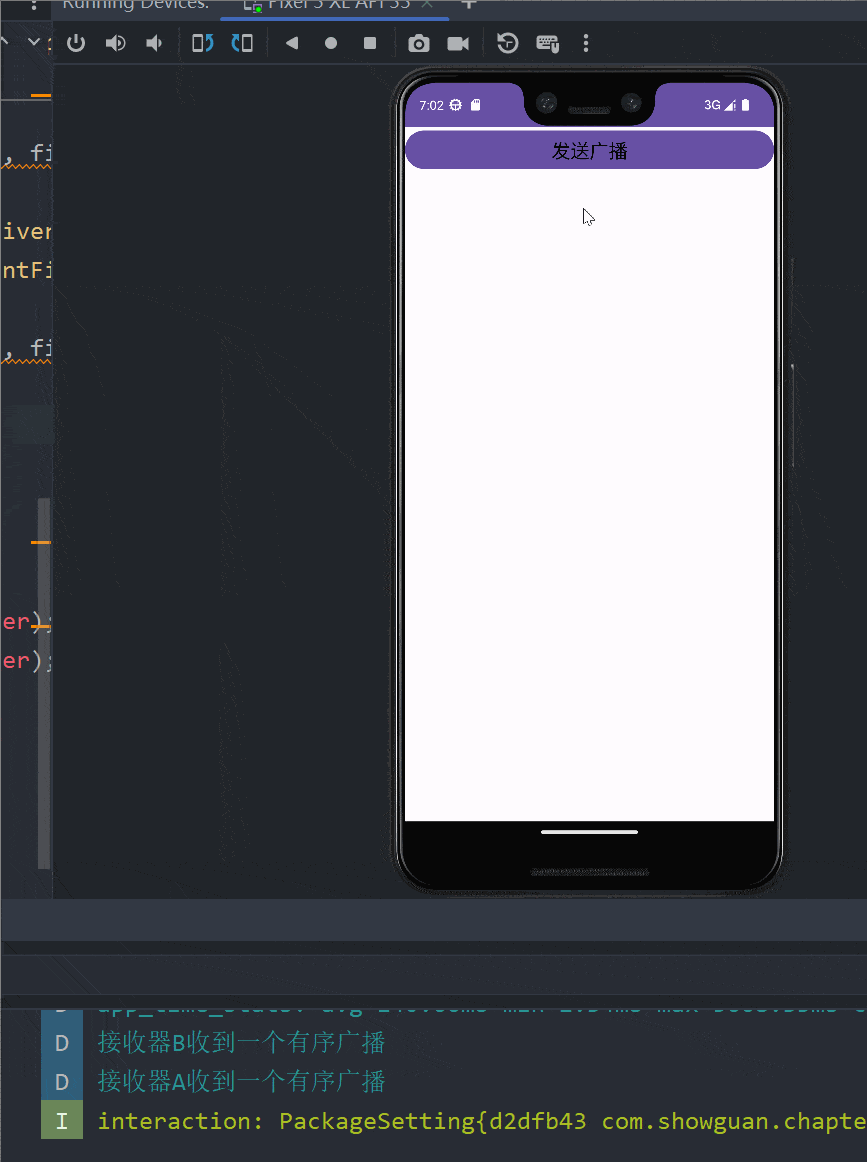 Running Devices:
Pixel 3 XL API 33
, fi
iver
ntFi
, fi
er);
er);
7:02
3G
发送广播
D
D 接收器B收到一个有序广播
D 接收器A收到一个有序广播
I interaction: PackageSetting{d2dfb43 com.showguan.chapte